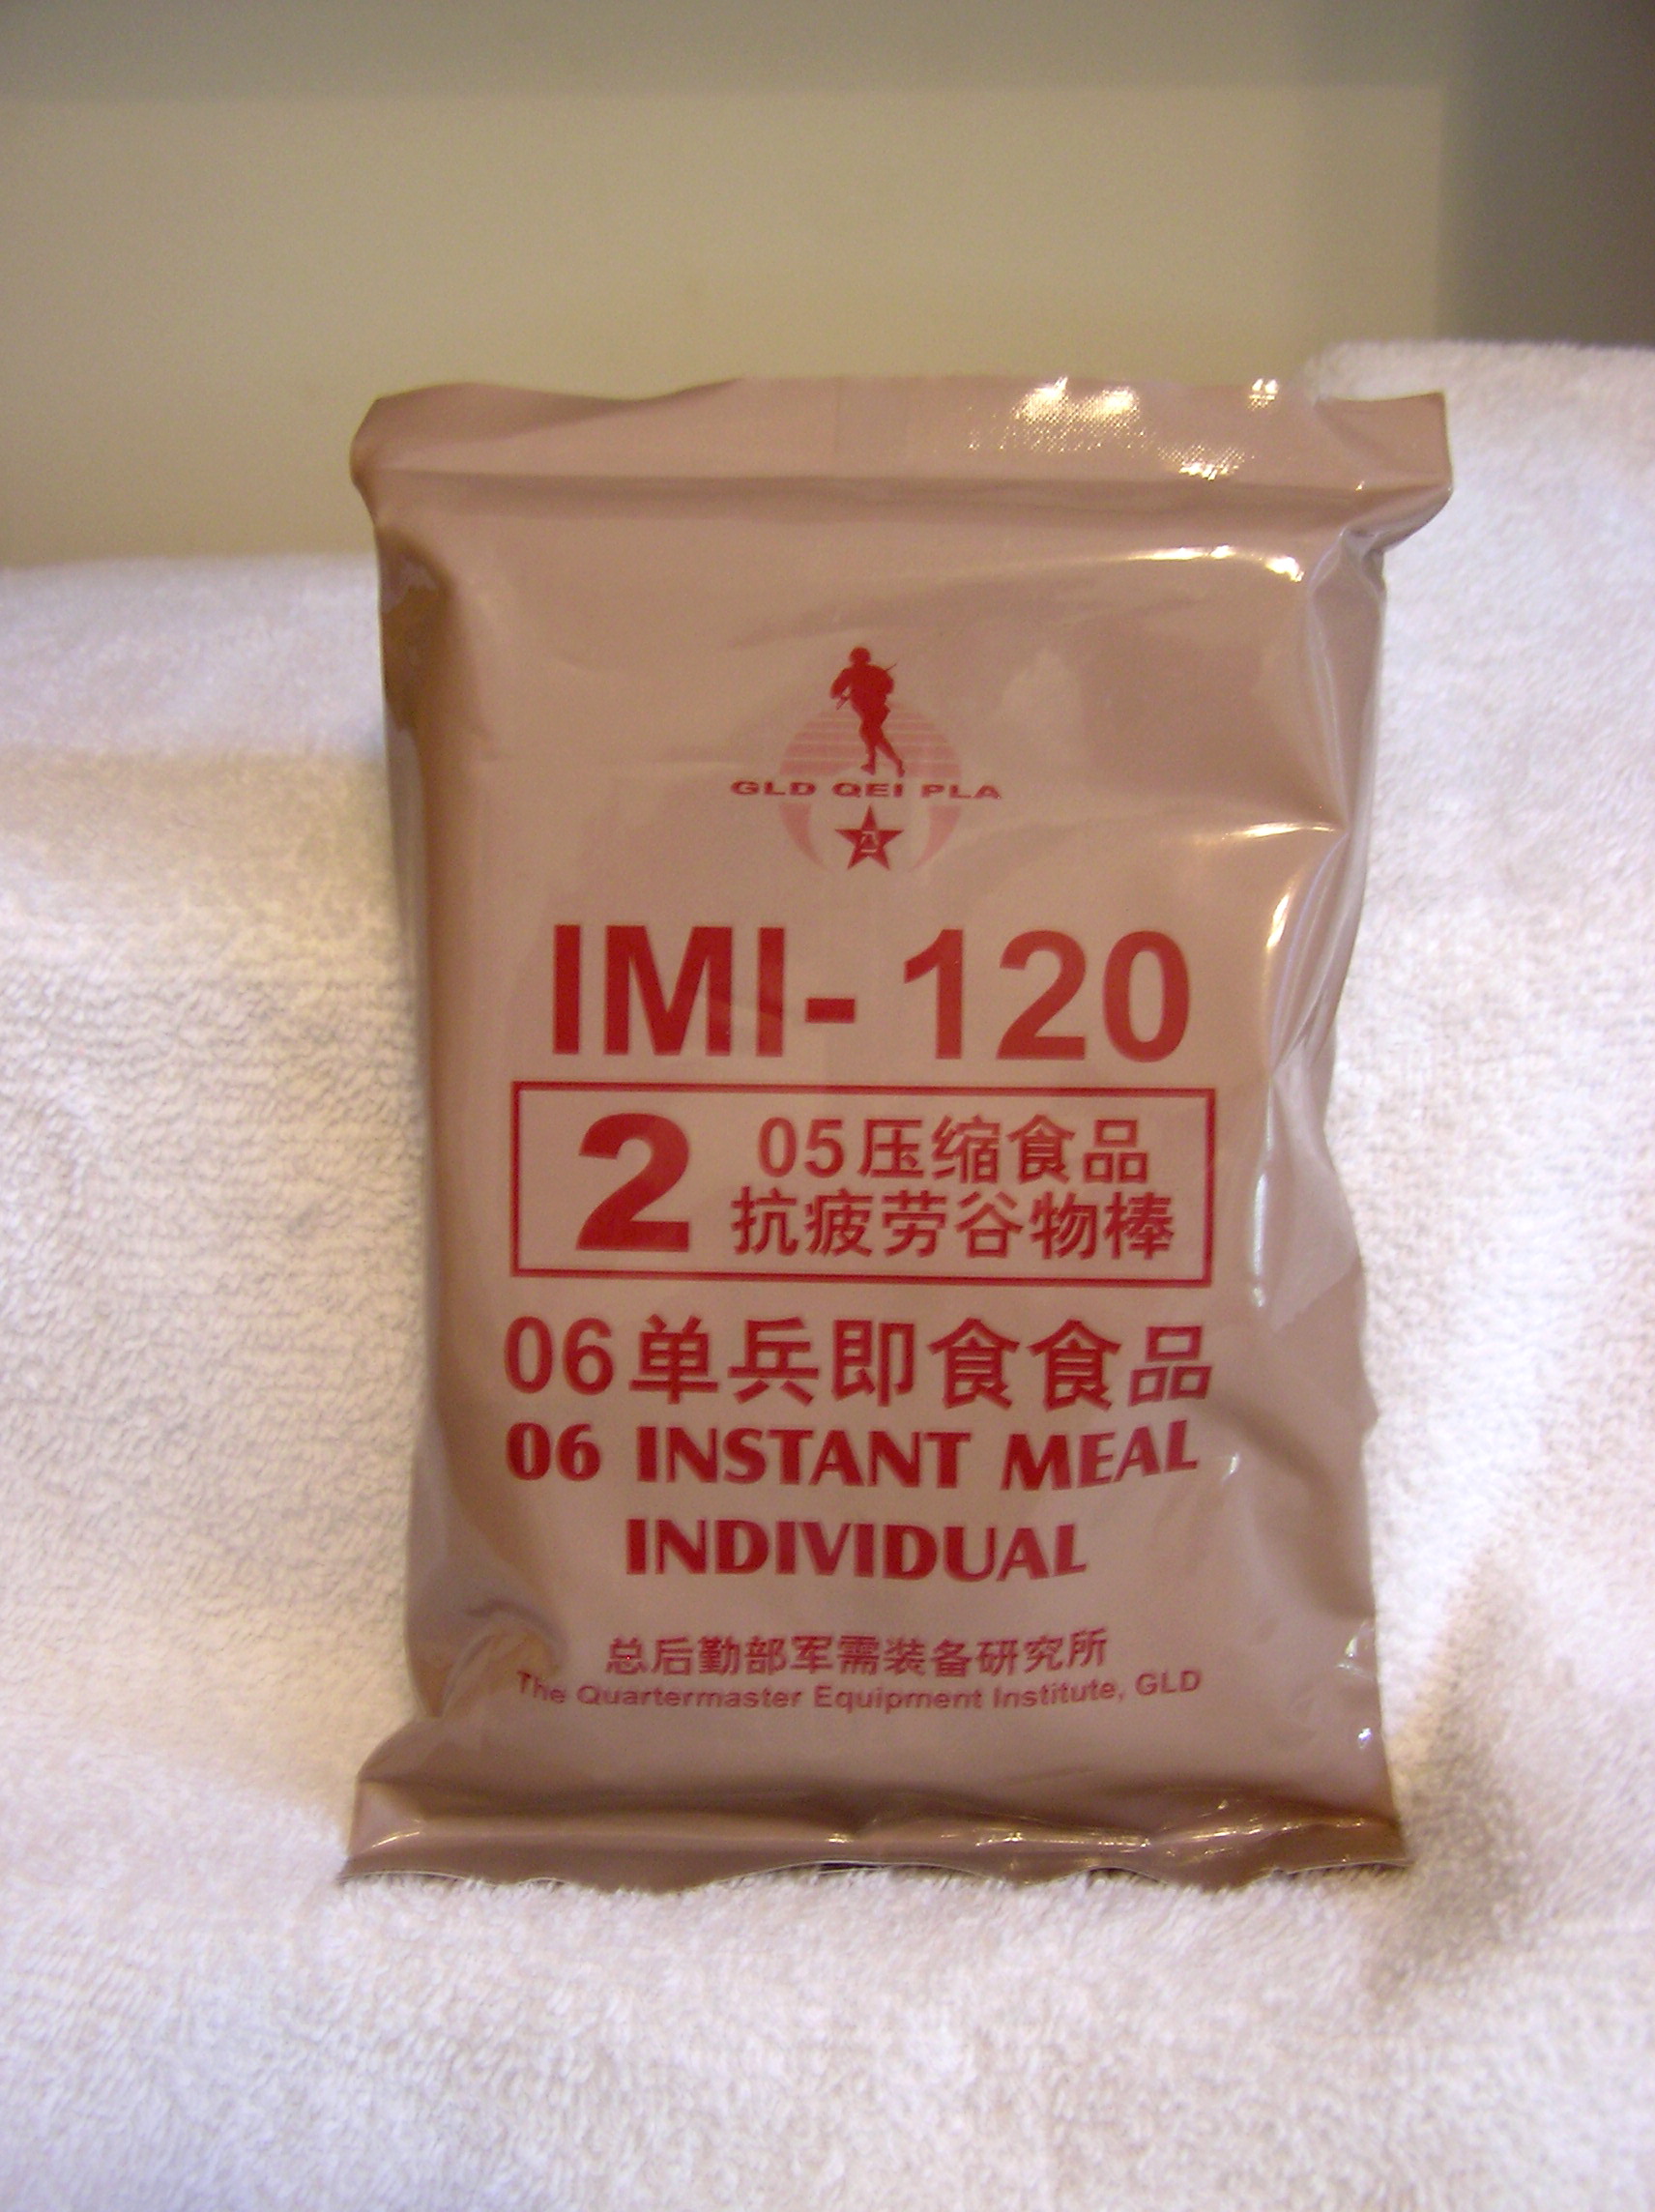 GLD QEI PLA
八一
IMI-120
2
05压缩食品
抗疲劳谷物棒
06单兵即食食品
06 INSTANT MEAL
INDIVIDUAL
总后勤部军需装备研究所
The Quartermaster Equipment Institute, GLD